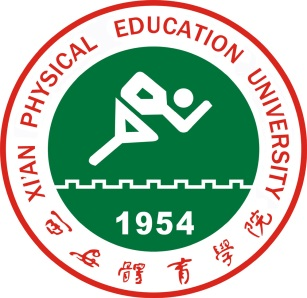 XI'AN PHYSICAL EDUCATION UNIVERSITY
1954
西安體育學院